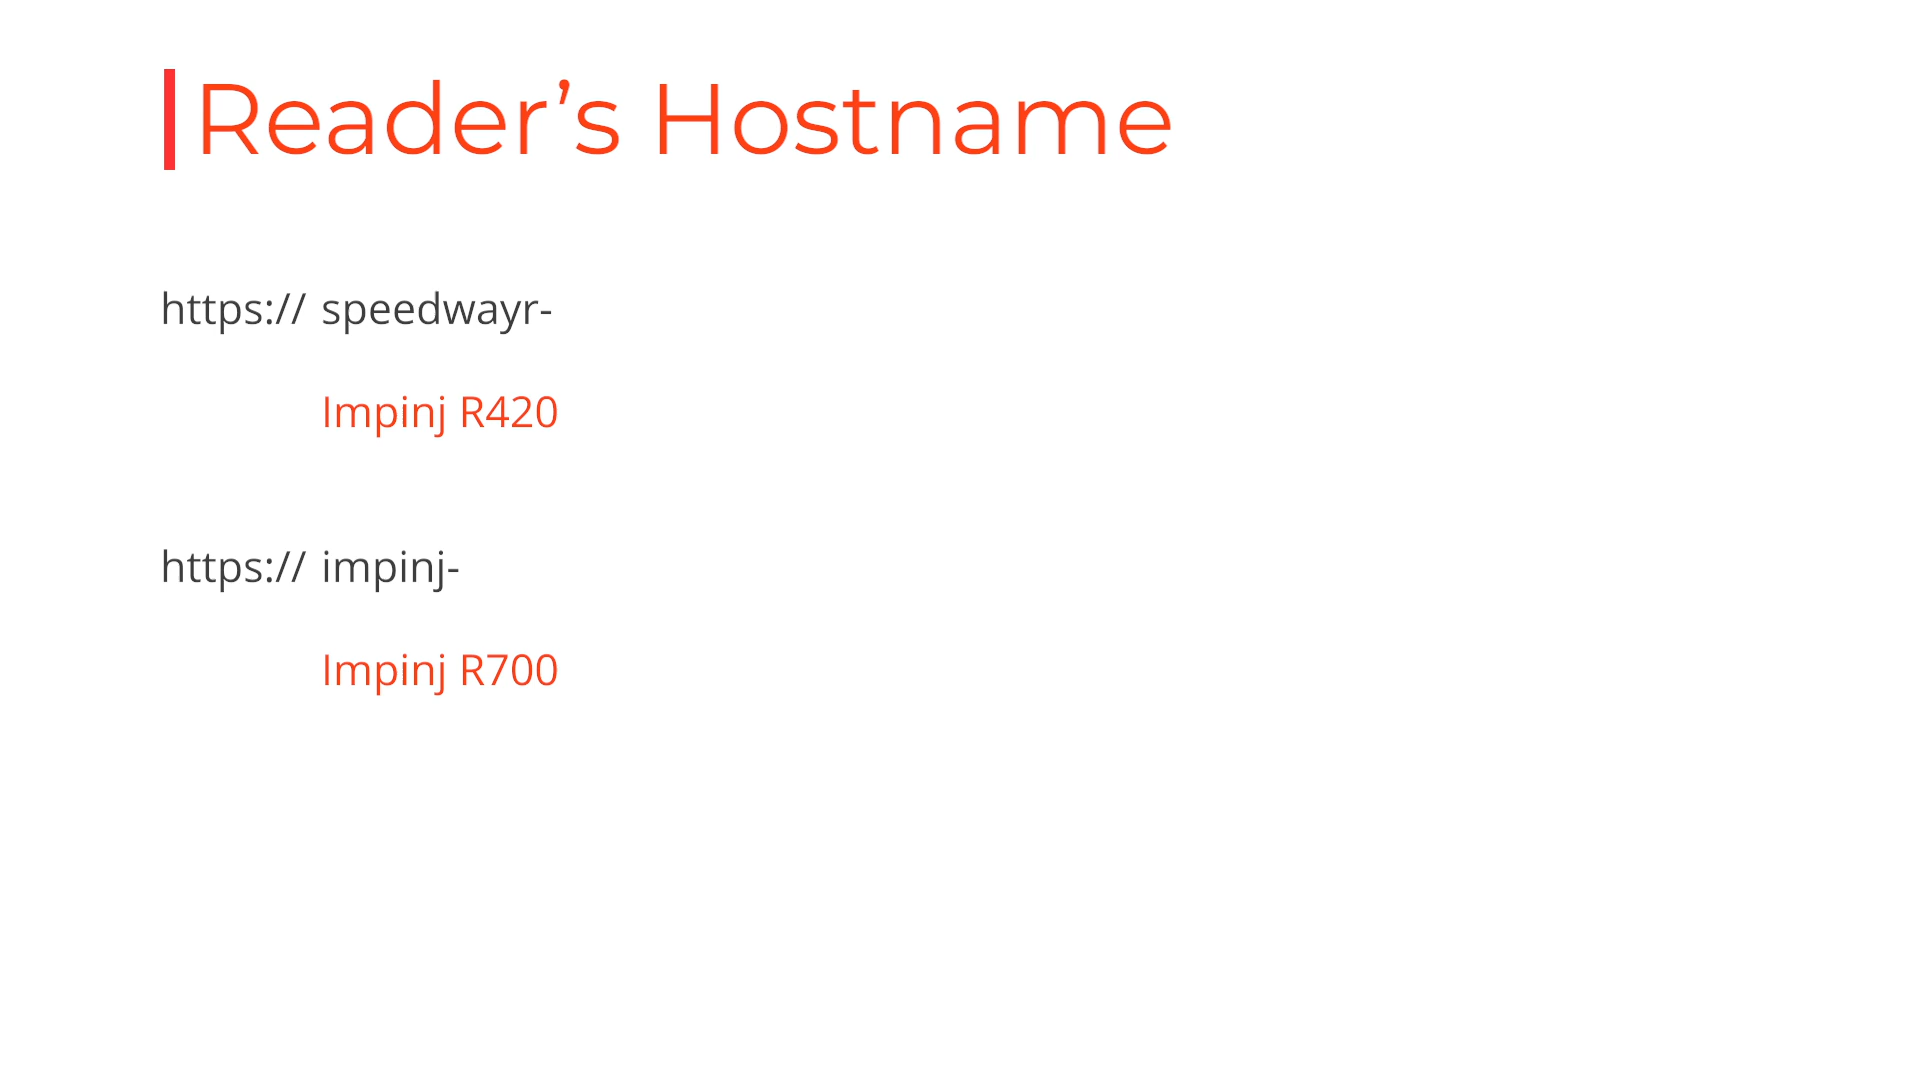 Reader’s Hostname
https:// speedwayr-
Impinj R420
https:// impinj-
Impinj R700